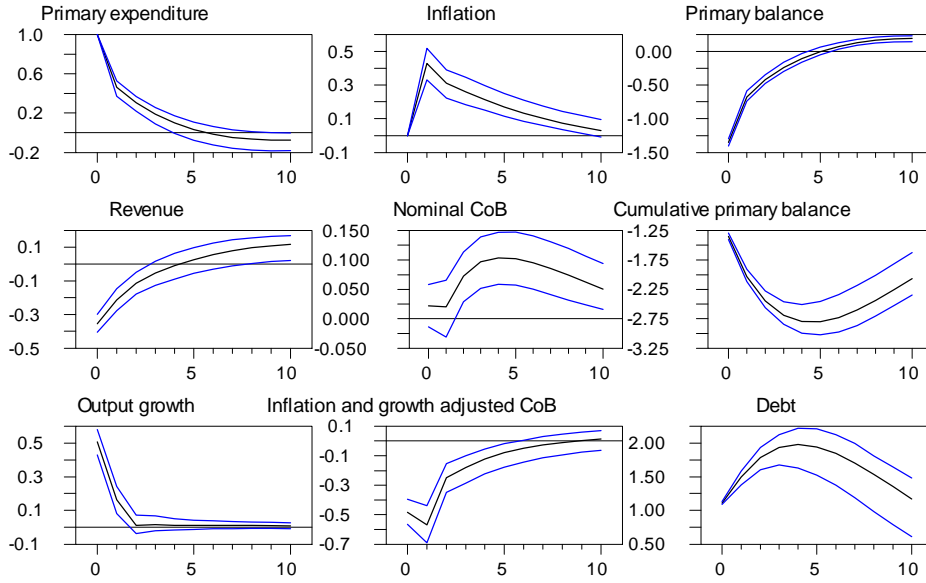 Primary expenditure
1.0
0.6
0.2
-0.2
0 5 10
Inflation
0.5
0.3
0.1
-0.1
0 5 10
Primary balance
0.00
-0.50
-1.00
-1.50
0 5 10
Revenue
0.1
-0.1
-0.3
-0.5
0 5 10
Nominal CoB
0.150
0.100
0.050
0.000
-0.050
0 5 10
Cumulative primary balance
-1.25
-1.75
-2.25
-2.75
-3.25
0 5 10
Output growth
0.5
0.3
0.1
-0.1
0 5 10
Inflation and growth adjusted CoB
0.1
-0.1
-0.3
-0.5
-0.7
0 5 10
Debt
2.00
1.50
1.00
0.50
0 5 10